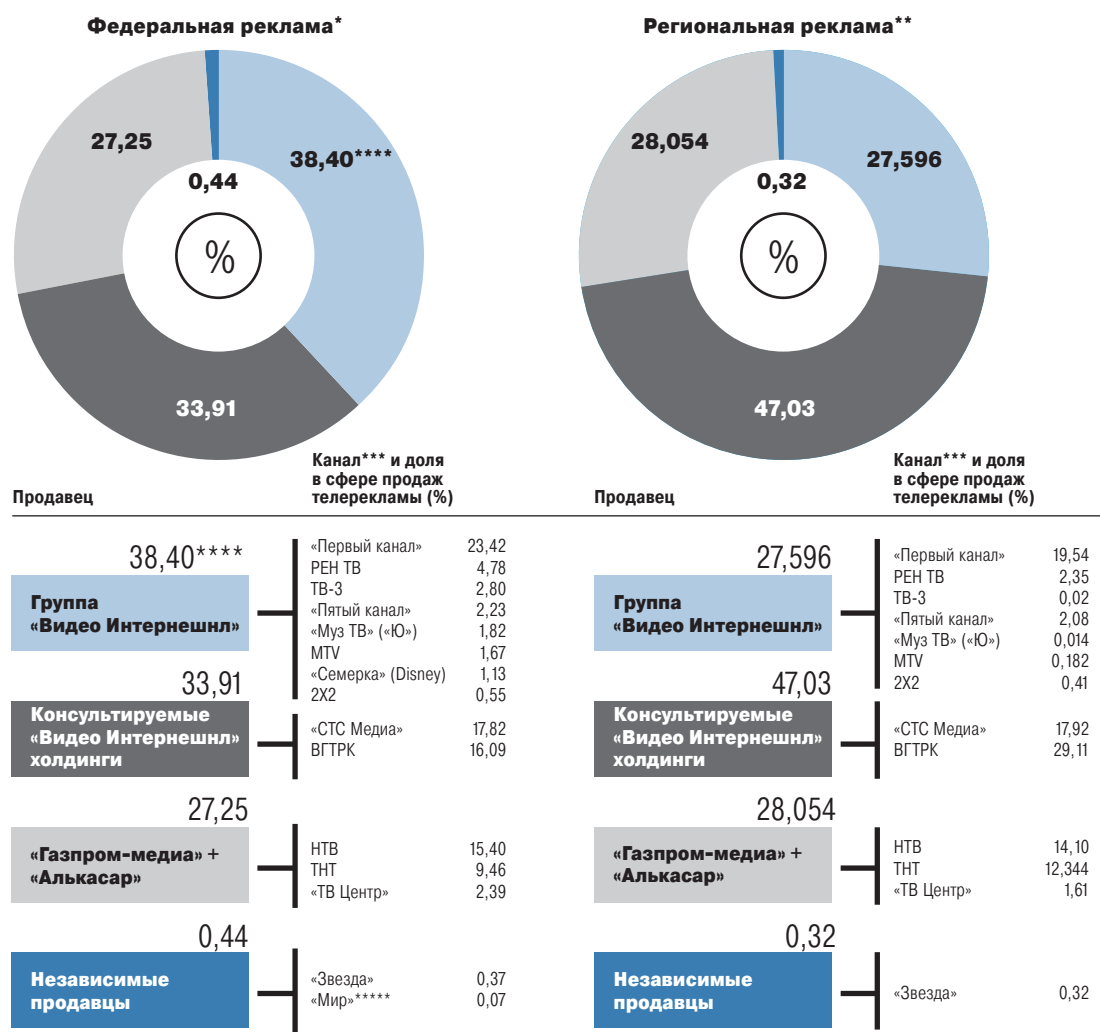 Федеральная реклама*
27,25
38,40****
0,44
%
33,91
Региональная реклама**
28,054
27,596
0,32
%
47,03
Продавец
Канал*** и доля
в сфере продаж
телерекламы (%)
38,40****
Группа
«Видео Интернешнл»
«Первый канал» 23,42
РЕН ТВ 4,78
ТВ-3 2,80
«Пятый канал» 2,23
«Муз ТВ» («Ю») 1,82
MTV 1,67
«Семерка» (Disney) 1,13
2Х2 0,55
33,91
Консультируемые
«Видео Интернешнл»
холдинги
«СТС Медиа» 17,82
ВГТРК 16,09
27,25
«Газпром-медиа» +
«Алькасар»
НТВ 15,40
ТНТ 9,46
«ТВ Центр» 2,39
0,44
Независимые
продавцы
«Звезда» 0,37
«Мир»***** 0,07
Продавец
Канал*** и доля
в сфере продаж
телерекламы (%)
27,596
Группа
«Видео Интернешнл»
«Первый канал» 19,54
РЕН ТВ 2,35
ТВ-3 0,02
«Пятый канал» 2,08
«Муз ТВ» («Ю») 0,014
MTV 0,182
2Х2 0,41
47,03
Консультируемые
«Видео Интернешнл»
холдинги
«СТС Медиа» 17,92
ВГТРК 29,11
28,054
«Газпром-медиа» +
«Алькасар»
НТВ 14,10
ТНТ 12,344
«ТВ Центр» 1,61
0,32
Независимые
продавцы
«Звезда» 0,32